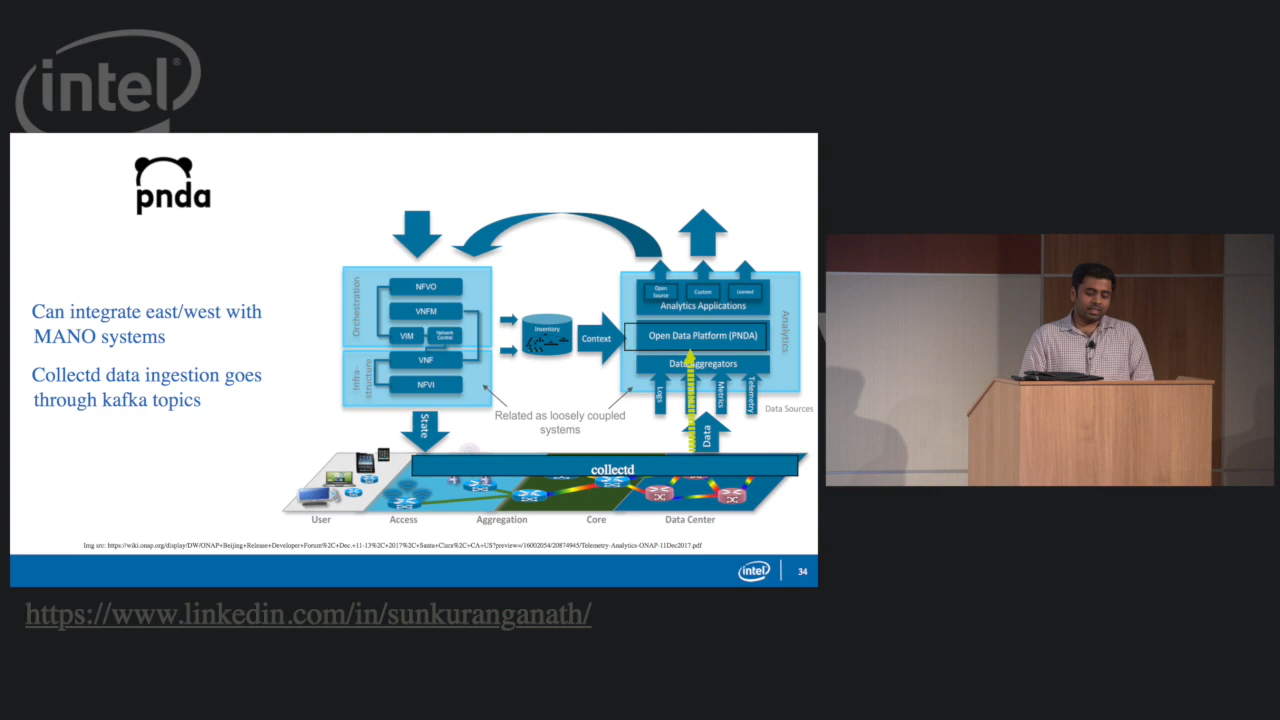 intel®
pnda
Can integrate east/west with
MANO systems
Collectd data ingestion goes
through kafka topics
Orchestration
NFVO
VNFM
VIM
Network
Control
Infra-
structure
VNF
NFVI
Inventory
Context
Open
Source
Custom
Licensed
Analytics Applications
Open Data Platform (PNDA)
Data Aggregators
Analytics
Logs
Metrics
Telemetry
Data Sources
Related as loosely coupled
systems
State
Data
collectd
User
Access
Aggregation
Core
Data Center
Img src: https://wiki.onap.org/display/DW/ONAP+Beijing+Release+Developer+Forum%2C+Dec.+11-13%2C+2017%2C+Santa+Clara%2C+CA+US?preview=/16002054/20874945/Telemetry-Analytics-ONAP-11Dec2017.pdf
intel
34
https://www.linkedin.com/in/sunkuranganath/